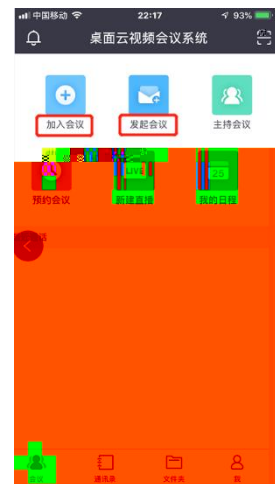 中国移动 22:17 93%
桌面云视频会议系统
加入会议 发起会议 主持会议
LIVE 25
预约会议 新建直播 我的日程
话
会议 通讯录 文件夹 我